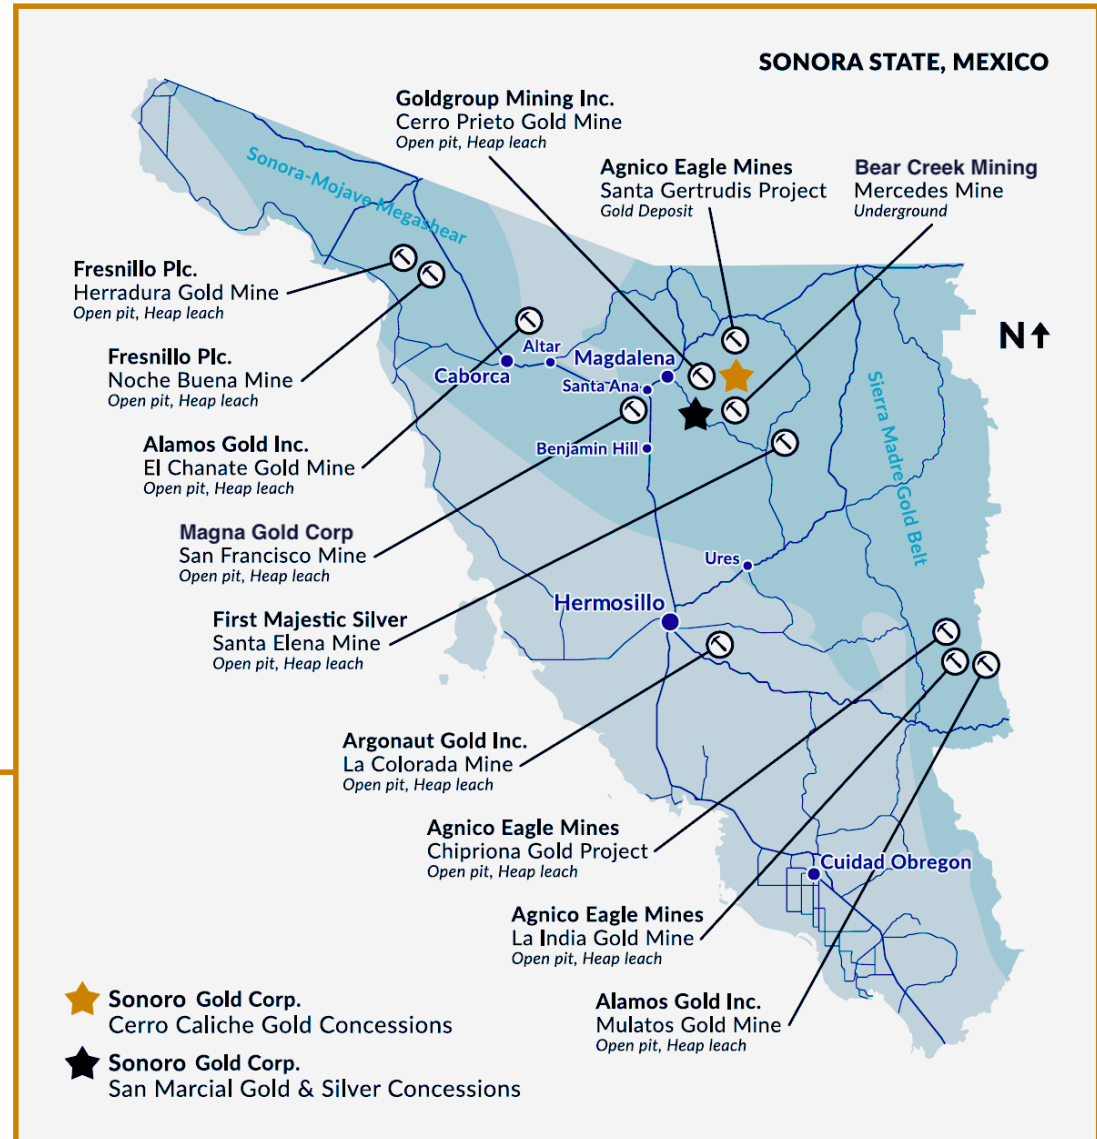 SONORA STATE, MEXICO
Goldgroup Mining Inc.
Cerro Prieto Gold Mine
Open pit, Heap leach
Agnico Eagle Mines
Santa Gertrudis Project
Gold Deposit
Bear Creek Mining
Mercedes Mine
Underground
Sonora-Mojave Megashear
Fresnillo Plc.
Herradura Gold Mine
Open pit, Heap leach
N
Fresnillo Plc.
Noche Buena Mine
Open pit, Heap leach
Altar
Caborca
Magdalena
Santa Ana
Benjamin Hill
Sierra Madre Gold Belt
Alamos Gold Inc.
El Chanate Gold Mine
Open pit, Heap leach
Magna Gold Corp
San Francisco Mine
Open pit, Heap leach
Ures
Hermosillo
First Majestic Silver
Santa Elena Mine
Open pit, Heap leach
Argonaut Gold Inc.
La Colorada Mine
Open pit, Heap leach
Agnico Eagle Mines
Chipriona Gold Project
Open pit, Heap leach
Cuidad Obregon
Agnico Eagle Mines
La India Gold Mine
Open pit, Heap leach
Alamos Gold Inc.
Mulatos Gold Mine
Open pit, Heap leach
Sonoro Gold Corp.
Cerro Caliche Gold Concessions
Sonoro Gold Corp.
San Marcial Gold & Silver Concessions